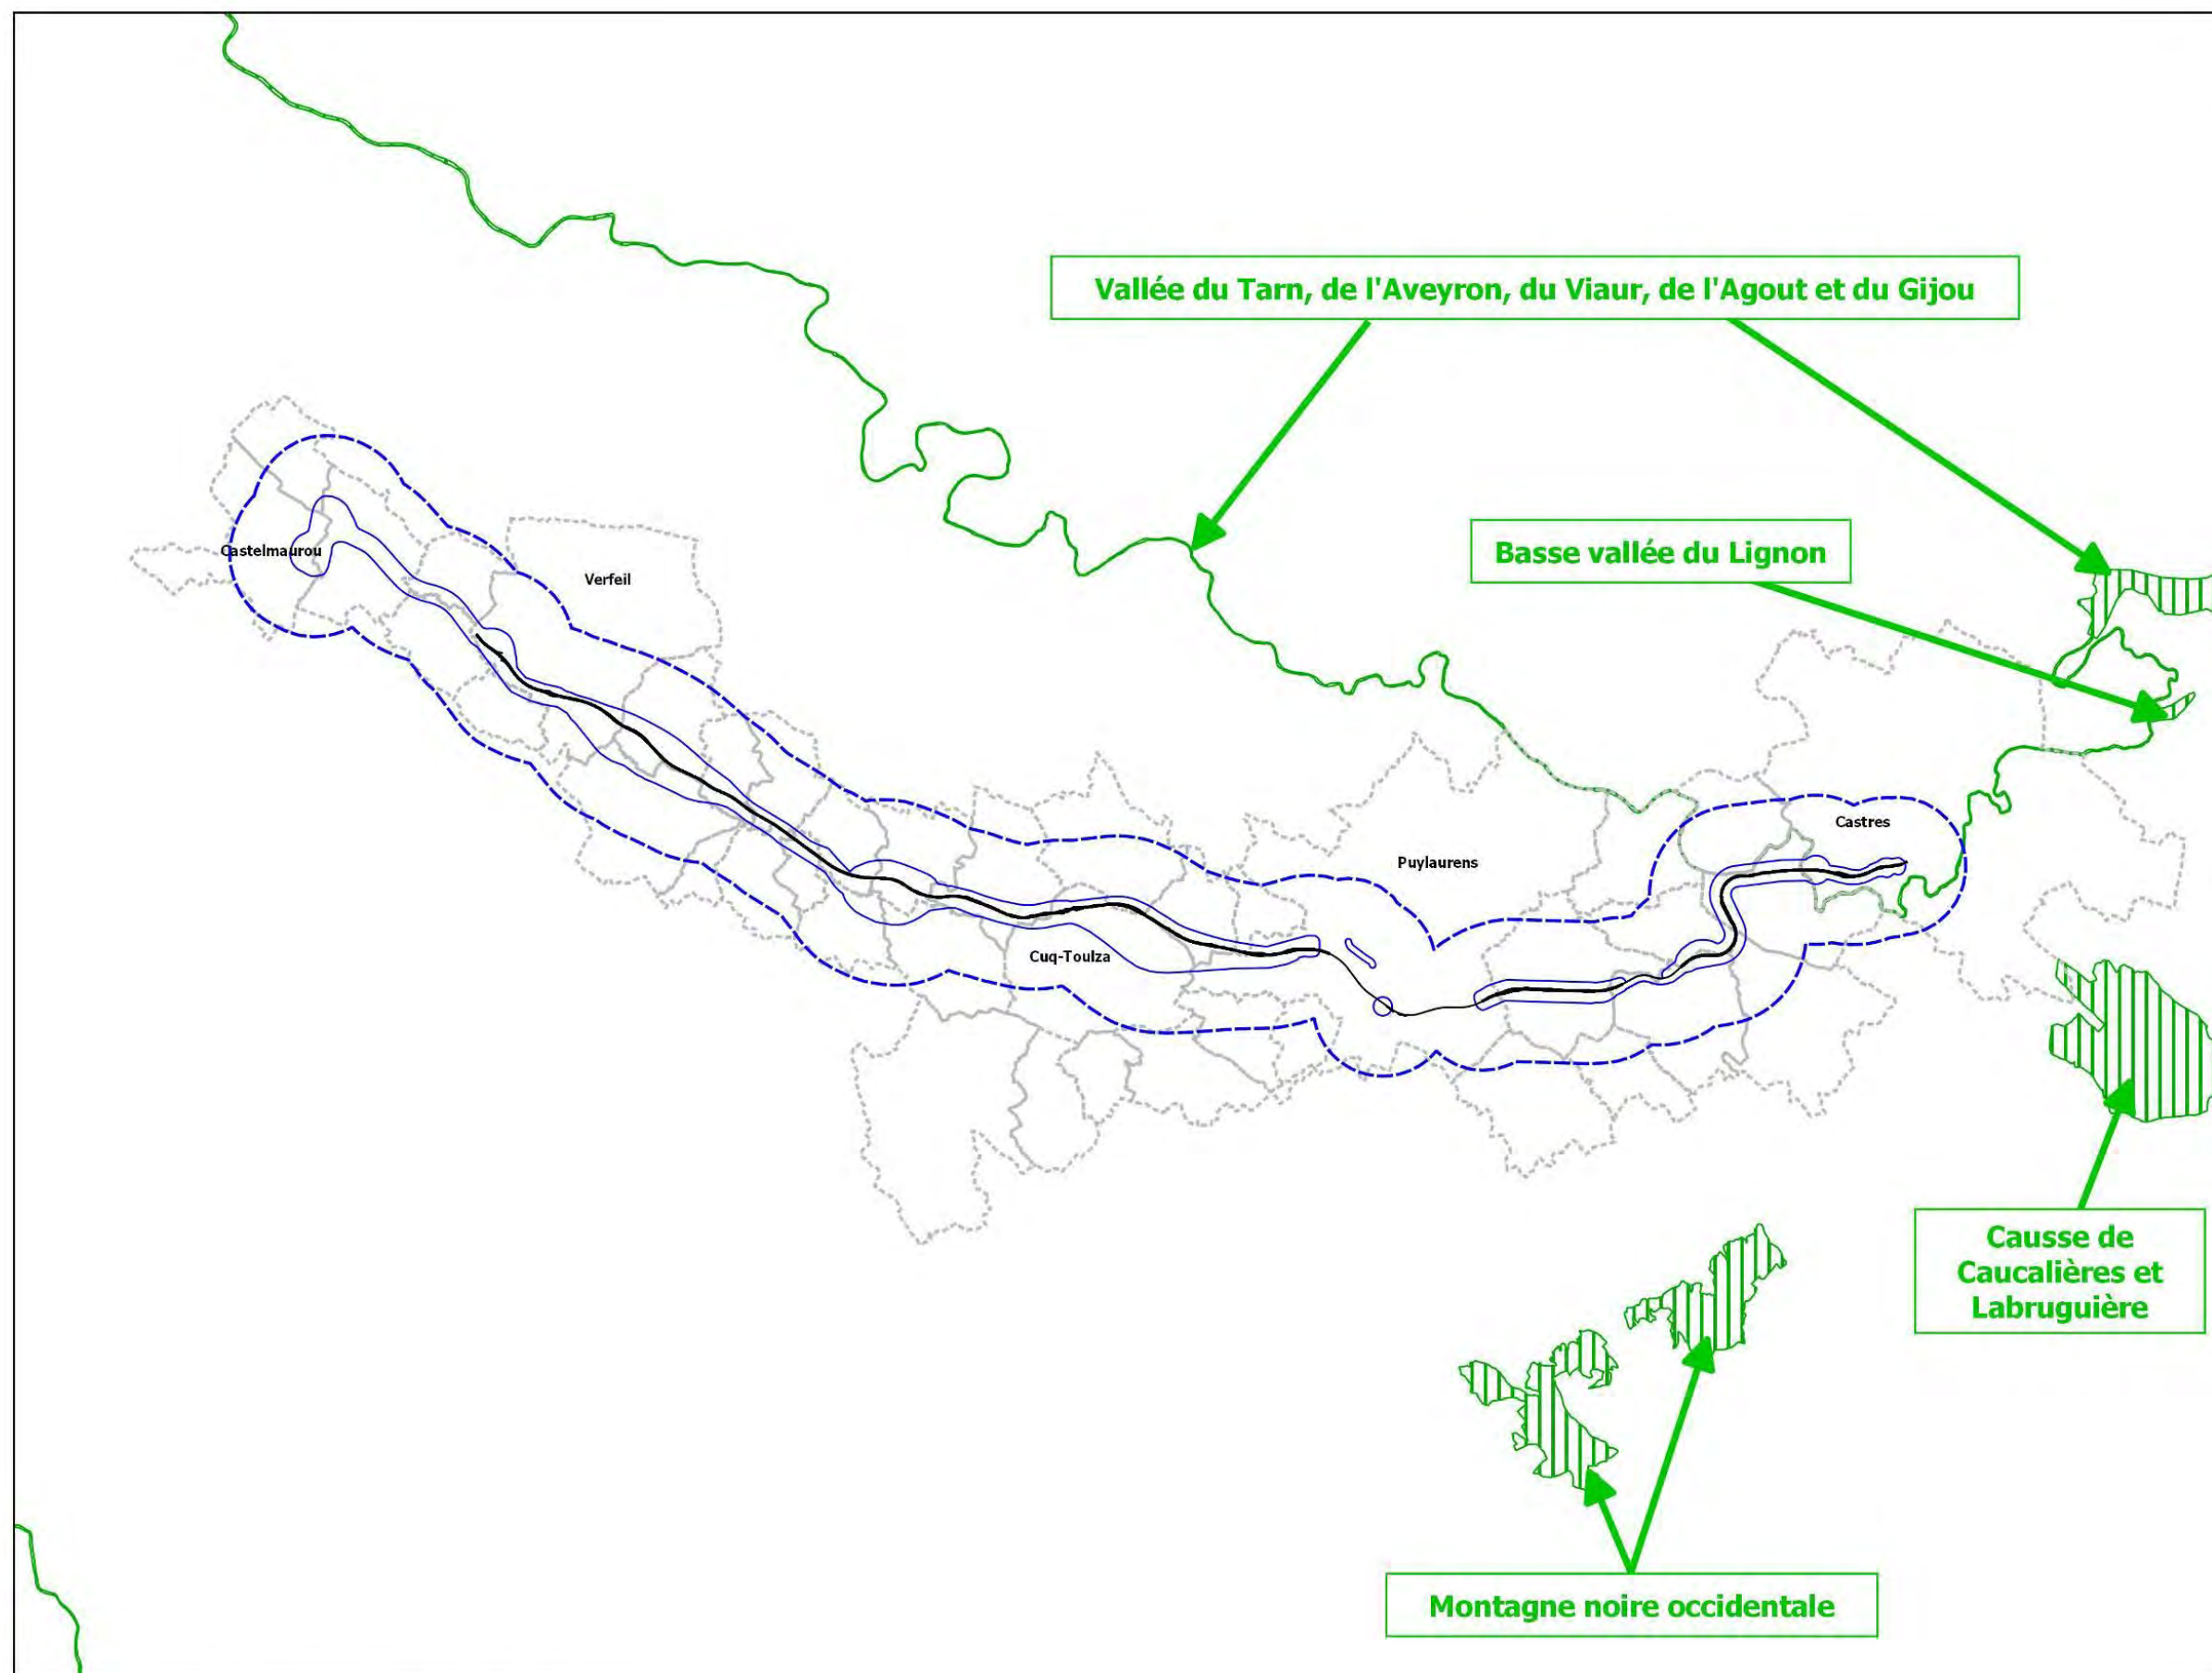 Vallée du Tarn, de l'Aveyron, du Viaur, de l'Agout et du Gijou
Basse vallée du Lignon
Castelmaurou
Verfeil
Castres
Puylaurens
Cuq-Toulza
Causse de
Caucalières et
Labruguière
Montagne noire occidentale